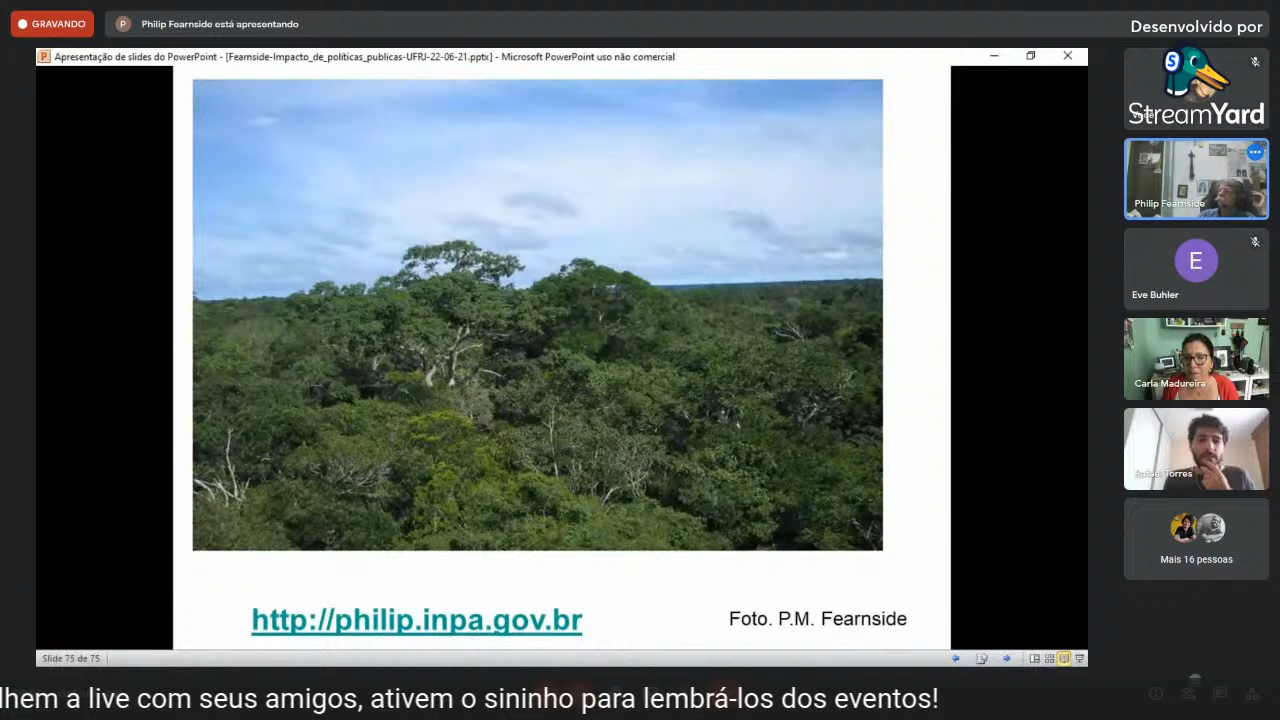 GRAVANDO
P
Philip Fearnside está apresentando
Desenvolvido por
Apresentação de slides do PowerPoint - [Fearnside-Impacto_de_políticas_publicas-UFRJ-22-06-21.pptx] - Microsoft PowerPoint uso não comercial
S
StreamYard
Philip Fearnside
E
Eve Buhler
Carla Madureira
Rafael Torres
Mais 16 pessoas
http://philip.inpa.gov.br
Foto. P.M. Fearnside
Slide 75 de 75
lhem a live com seus amigos, ativem o sininho para lembrá-los dos eventos!